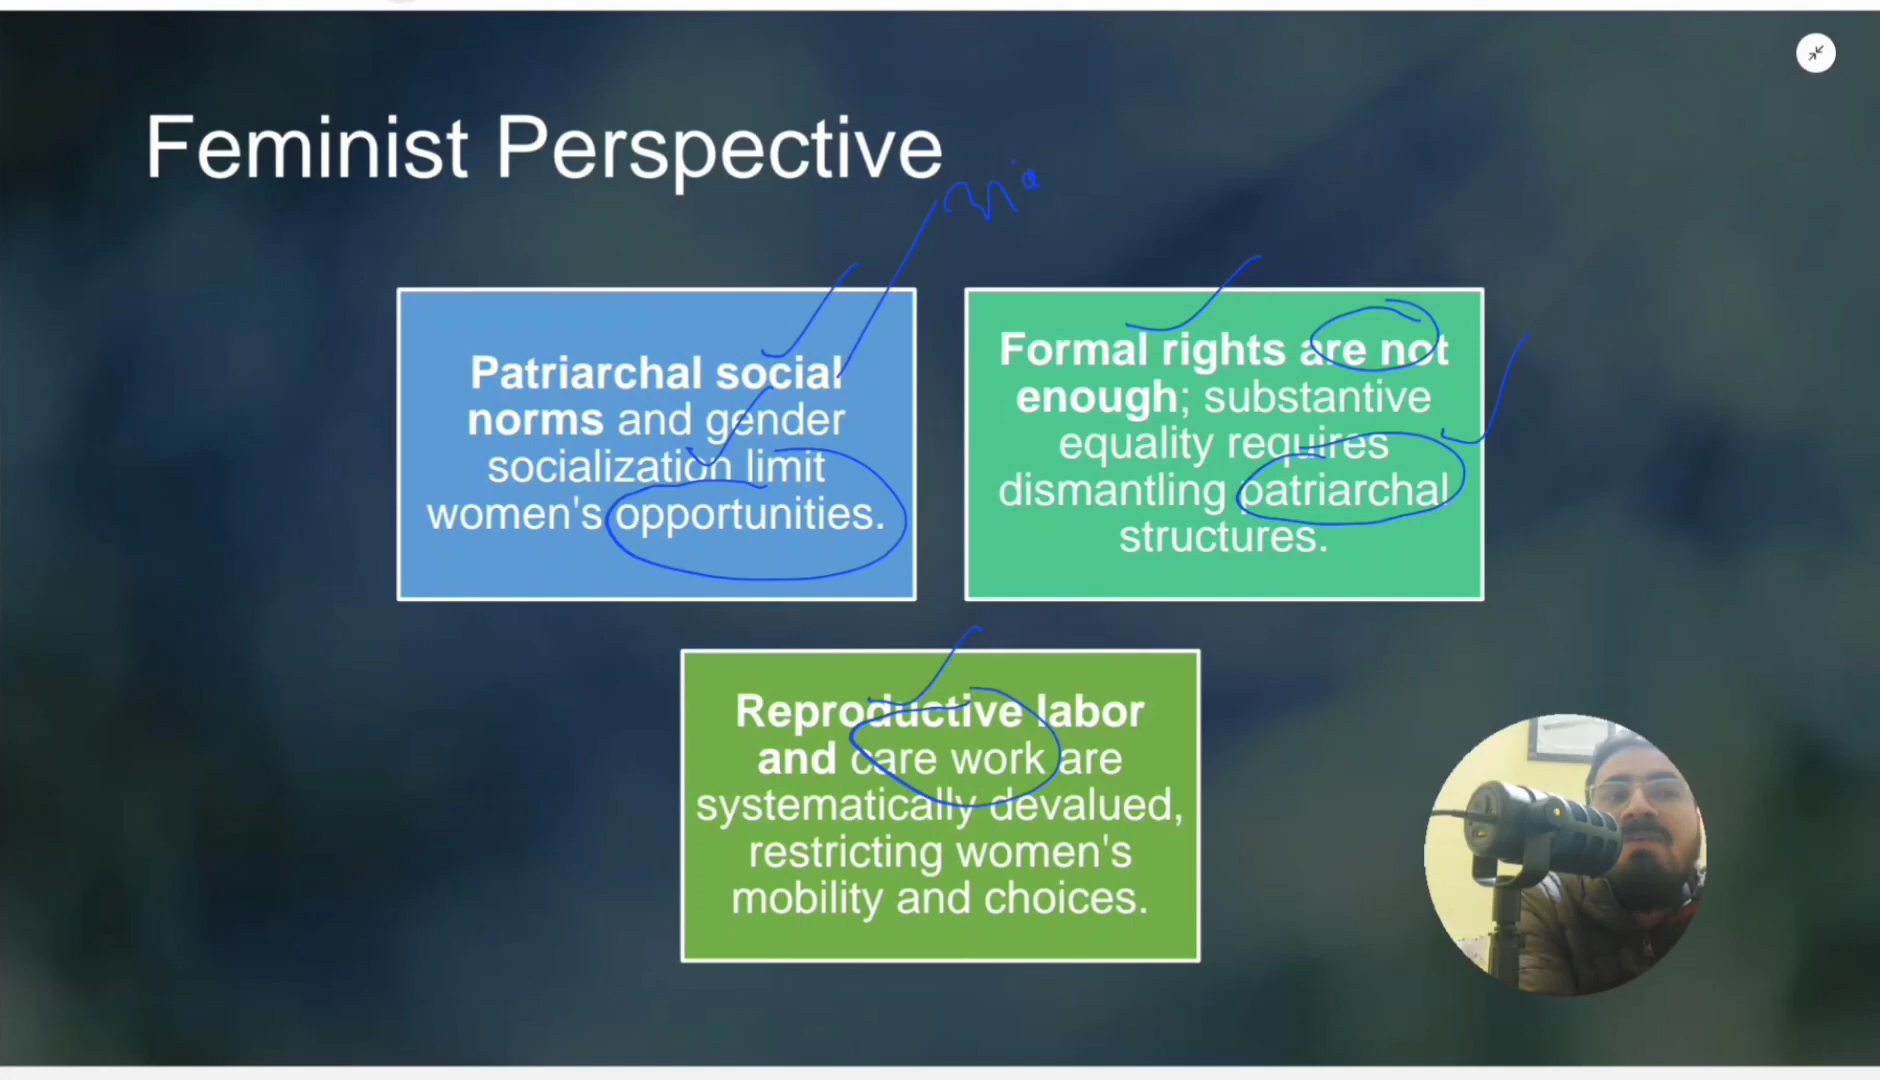 Feminist Perspective
Patriarchal social
norms and gender
socialization limit
women's opportunities.
Formal rights are not
enough; substantive
equality requires
dismantling patriarchal
structures.
Reproductive labor
and care work are
systematically devalued,
restricting women's
mobility and choices.